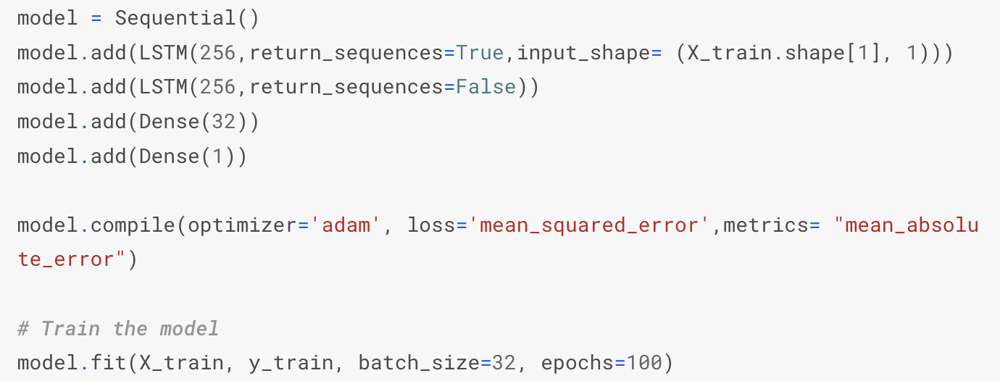 model = Sequential()
model.add(LSTM(256,return_sequences=True,input_shape= (X_train.shape[1], 1)))
model.add(LSTM(256,return_sequences=False))
model.add(Dense(32))
model.add(Dense(1))
model.compile(optimizer='adam', loss='mean_squared_error',metrics= "mean_absolu
te_error")
# Train the model
model.fit(X_train, y_train, batch_size=32, epochs=100)